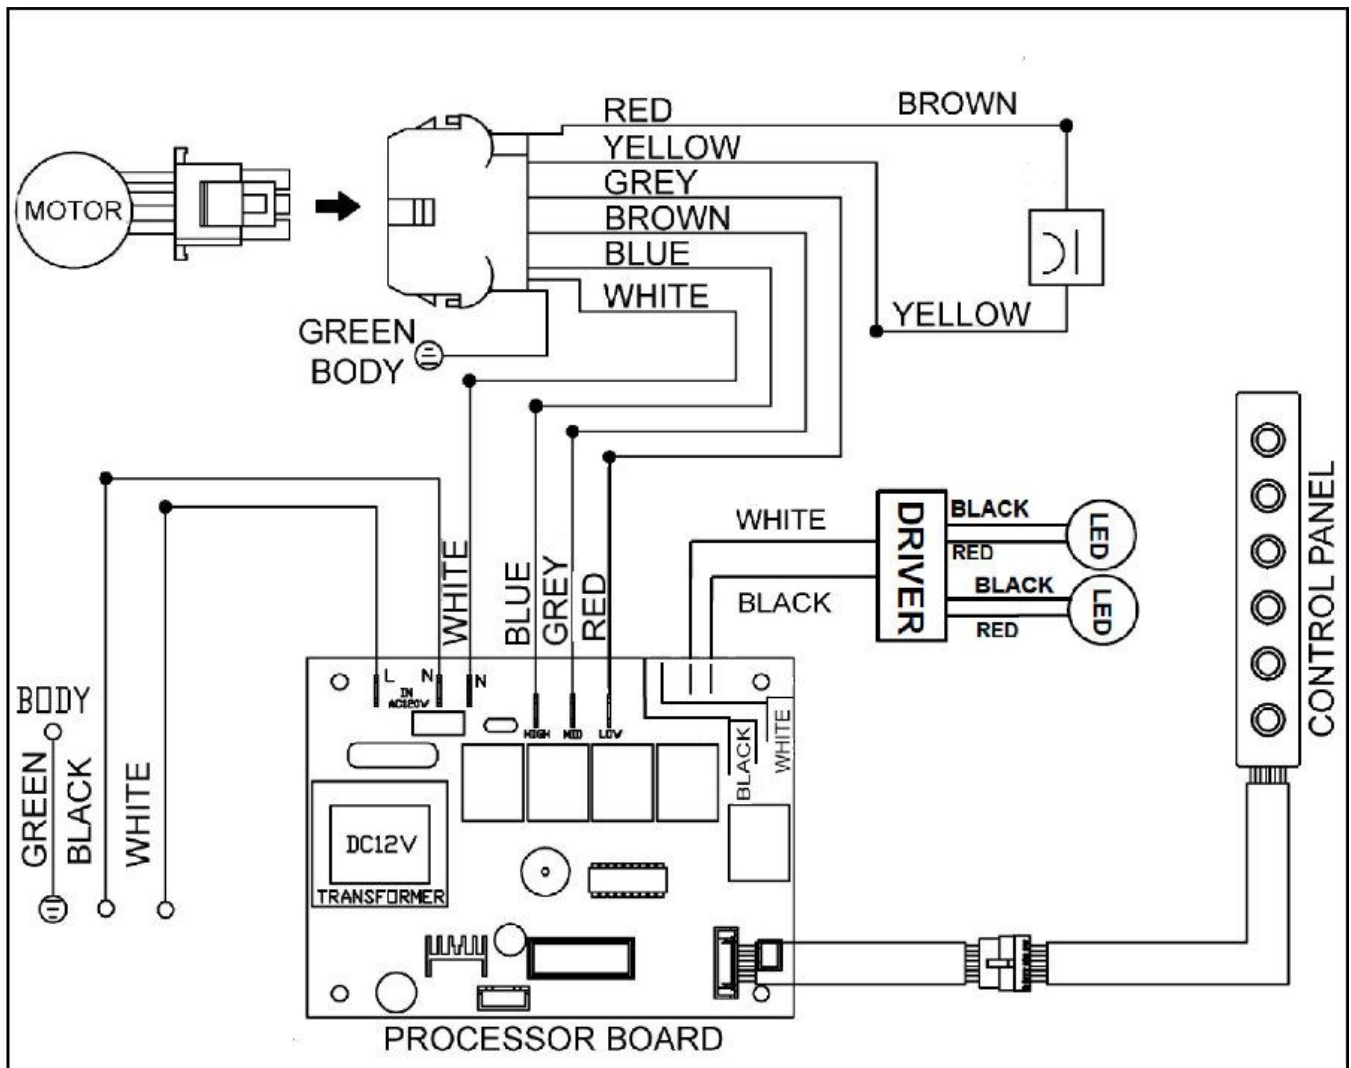 RED
BROWN
YELLOW
GREY
MOTOR
BROWN
BLUE
WHITE
YELLOW
GREEN
BODY
CONTROL PANEL
WHITE
DRIVER
BLACK
LED
RED
BLACK
BLACK
LED
RED
WHITE
BLUE
GREY
RED
L
N
N
IN
AC120V
HIGH
MID
LOW
BLACK
WHITE
BODY
GREEN
BLACK
WHITE
DC12V
TRANSFORMER
PROCESSOR BOARD